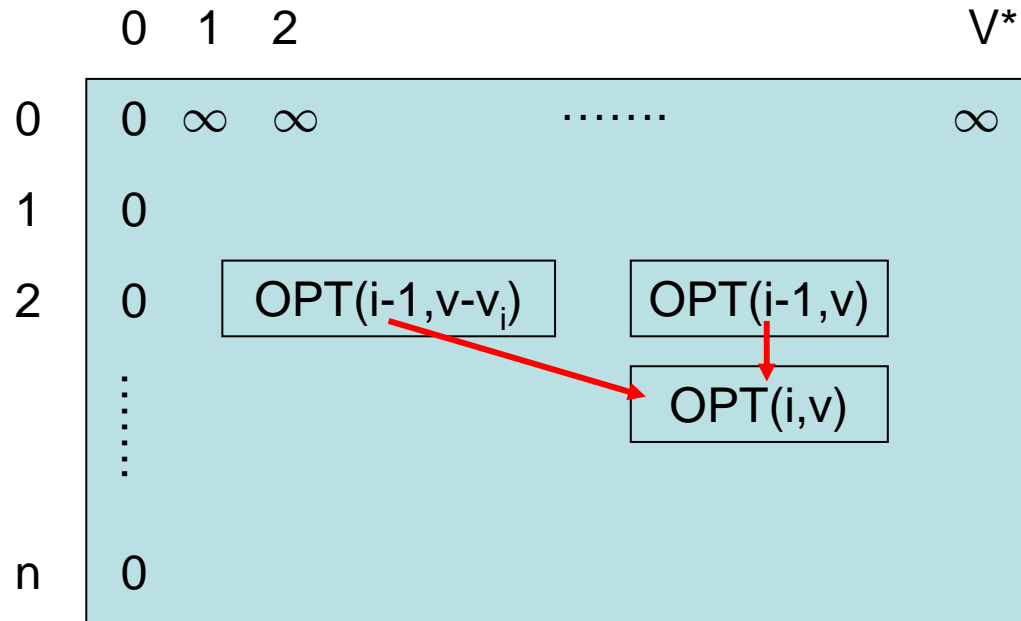 0 1 2 V*
0 0 ∞ ∞ ······· ∞
1 0
2 0 OPT(i-1,v-vᵢ) OPT(i-1,v)
······· OPT(i,v)
n 0